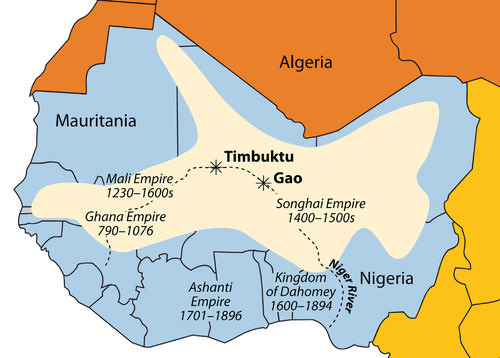 Algeria
Mauritania
Timbuktu
Gao
Mali Empire
1230–1600s
Ghana Empire
790–1076
Songhai Empire
1400–1500s
Niger River
Nigeria
Ashanti
Empire
1701–1896
Kingdom
of Dahomey
1600–1894